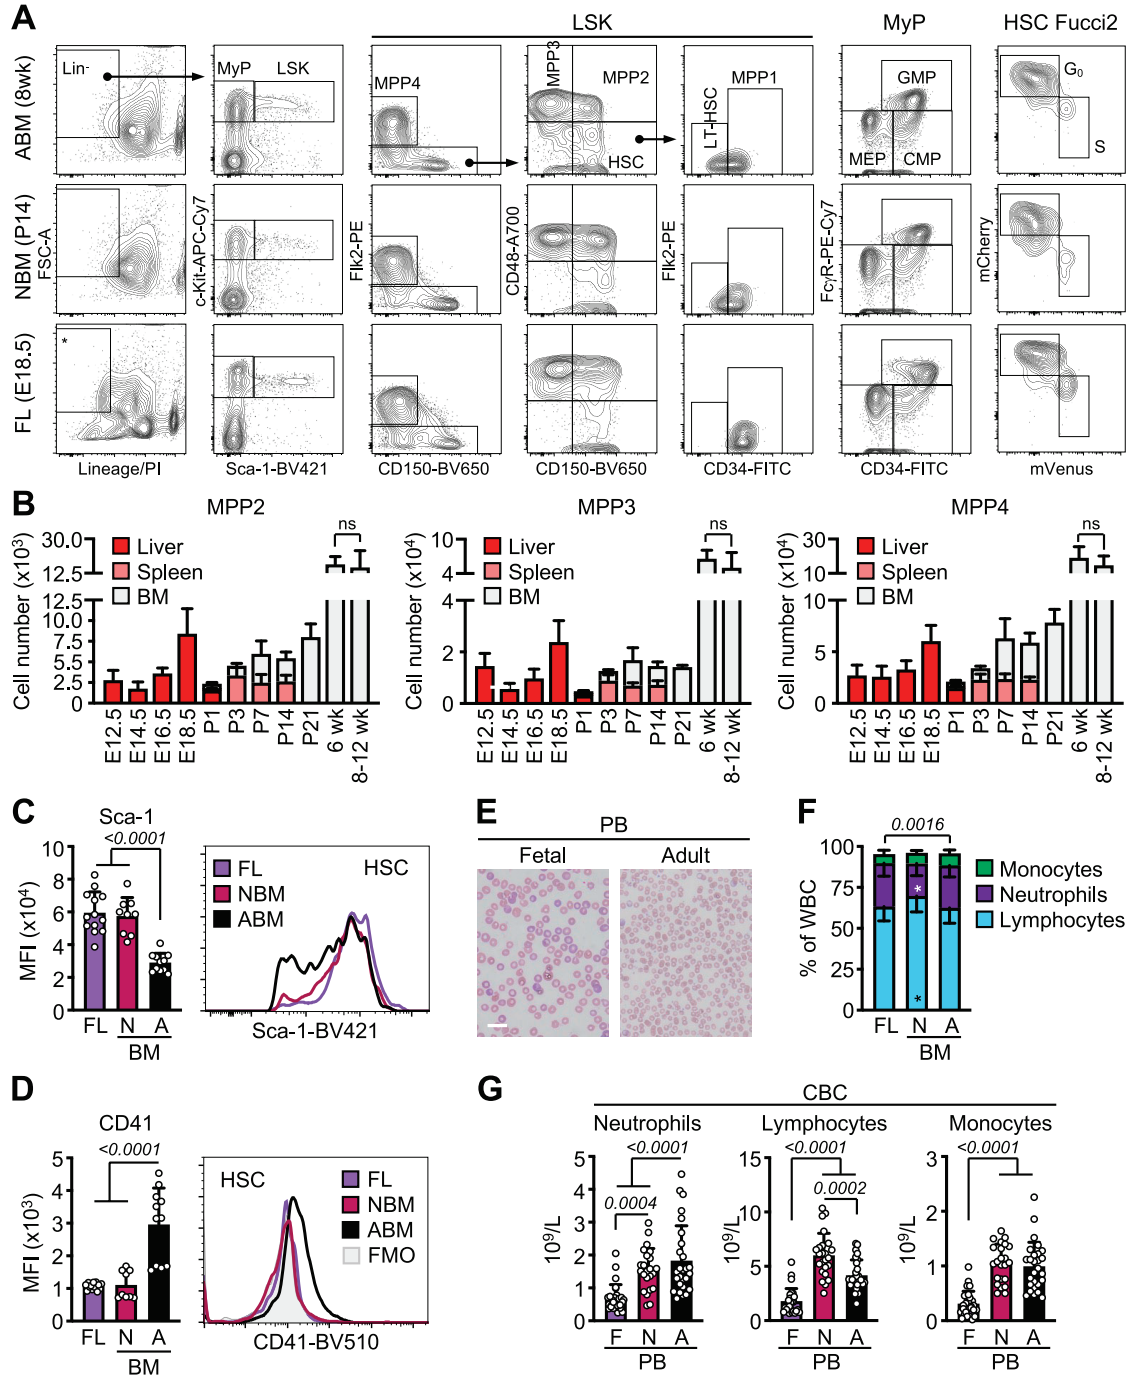 A
LSK
MyP
HSC Fucci2
ABM (8wk)
Lin-
MyP
LSK
MPP4
MPP3
MPP2
HSC
LT-HSC
MPP1
GMP
MEP
CMP
G0
S
NBM (P14)
FSC-A
c-Kit-APC-Cy7
Flk2-PE
CD48-A700
Flk2-PE
FcγR-PE-Cy7
mCherry
FL (E18.5)
*
Lineage/PI
Sca-1-BV421
CD150-BV650
CD150-BV650
CD34-FITC
CD34-FITC
mVenus
B
MPP2
MPP3
MPP4
Cell number (x10³)
30.0
12.5
12.5
10.0
7.5
5.5
2.5
0
Liver
Spleen
BM
ns
E12.5
E14.5
E16.5
E18.5
P1
P3
P7
P14
P21
6 wk
8-12 wk
Cell number (x10⁴)
10
4
4
2
0
Liver
Spleen
BM
ns
E12.5
E14.5
E16.5
E18.5
P1
P3
P7
P14
P21
6 wk
8-12 wk
Cell number (x10⁴)
30
10
10
5
0
Liver
Spleen
BM
ns
E12.5
E14.5
E16.5
E18.5
P1
P3
P7
P14
P21
6 wk
8-12 wk
C
Sca-1
<0.0001
MFI (x10⁴)
10
8
6
4
2
0
FL N A
BM
FL
NBM
ABM
HSC
Sca-1-BV421
E
PB
Fetal
Adult
F
0.0016
% of WBC
100
75
50
25
0
*
*
FL N A
BM
Monocytes
Neutrophils
Lymphocytes
D
CD41
<0.0001
MFI (x10³)
5
4
3
2
1
0
FL N A
BM
HSC
FL
NBM
ABM
FMO
CD41-BV510
G
CBC
Neutrophils
<0.0001
0.0004
10⁹/L
5
4
3
2
1
0
F N A
PB
Lymphocytes
<0.0001
0.0002
10⁹/L
15
10
5
0
F N A
PB
Monocytes
<0.0001
10⁹/L
3
2
1
0
F N A
PB